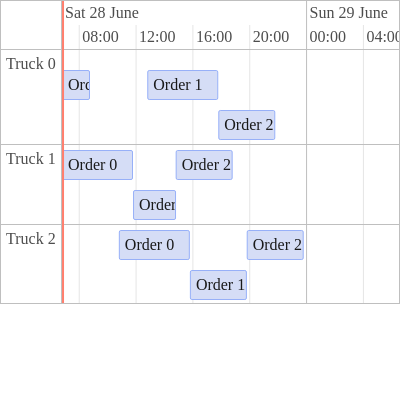 Sat 28 June
Sun 29 June
08:00
12:00
16:00
20:00
00:00
04:00
Truck 0
Order 1
Order 2
Truck 1
Order 0
Order 2
Order
Truck 2
Order 0
Order 2
Order 1